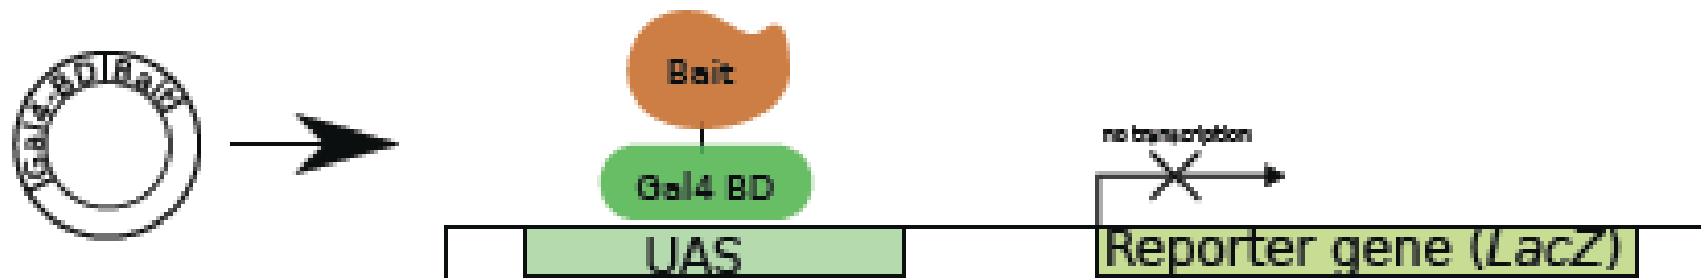 Gal4-BD Bait
Bait
no transcription
Gal4 BD
UAS
Reporter gene (LacZ)